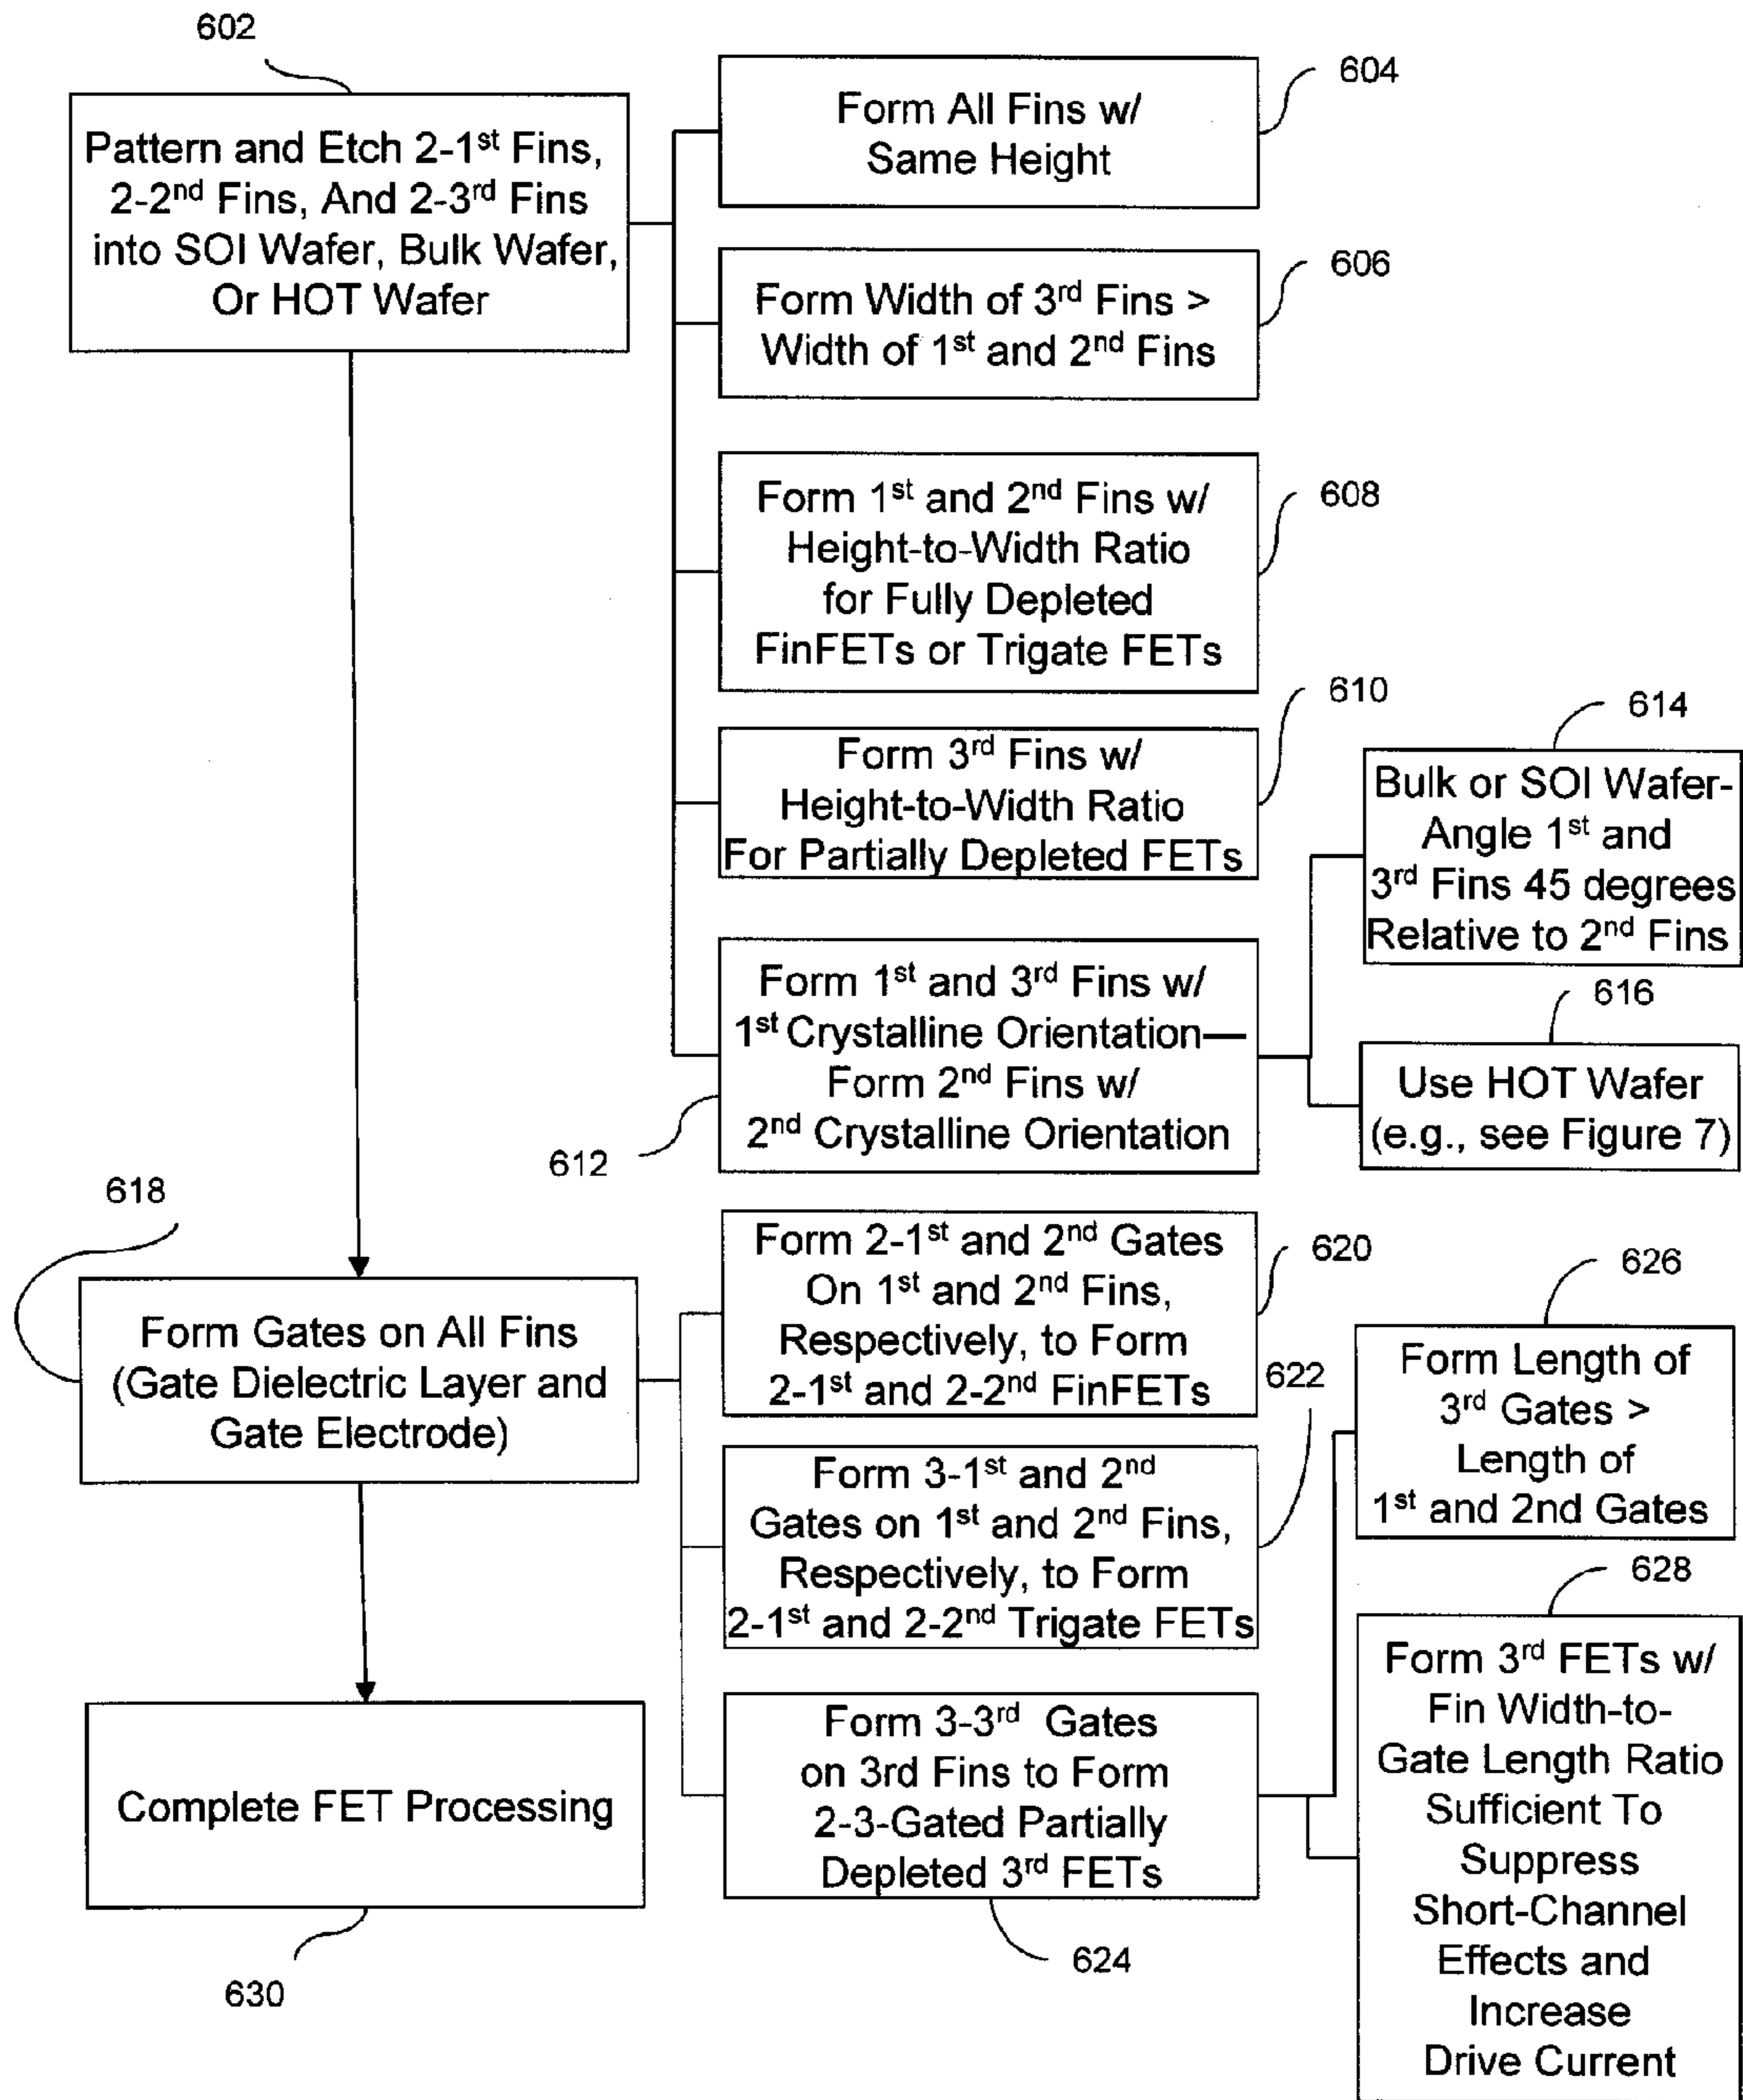 602
Pattern and Etch 2-1st Fins,
2-2nd Fins, And 2-3rd Fins
into SOI Wafer, Bulk Wafer,
Or HOT Wafer
604
Form All Fins w/
Same Height
606
Form Width of 3rd Fins >
Width of 1st and 2nd Fins
608
Form 1st and 2nd Fins w/
Height-to-Width Ratio
for Fully Depleted
FinFETs or Trigate FETs
610
Form 3rd Fins w/
Height-to-Width Ratio
For Partially Depleted FETs
612
Form 1st and 3rd Fins w/
1st Crystalline Orientation—
Form 2nd Fins w/
2nd Crystalline Orientation
614
Bulk or SOI Wafer-
Angle 1st and
3rd Fins 45 degrees
Relative to 2nd Fins
616
Use HOT Wafer
(e.g., see Figure 7)
618
Form Gates on All Fins
(Gate Dielectric Layer and
Gate Electrode)
620
Form 2-1st and 2nd Gates
On 1st and 2nd Fins,
Respectively, to Form
2-1st and 2-2nd FinFETs
622
Form 3-1st and 2nd
Gates on 1st and 2nd Fins,
Respectively, to Form
2-1st and 2-2nd Trigate FETs
624
Form 3-3rd Gates
on 3rd Fins to Form
2-3-Gated Partially
Depleted 3rd FETs
626
Form Length of
3rd Gates >
Length of
1st and 2nd Gates
628
Form 3rd FETs w/
Fin Width-to-
Gate Length Ratio
Sufficient To
Suppress
Short-Channel
Effects and
Increase
Drive Current
Complete FET Processing
630